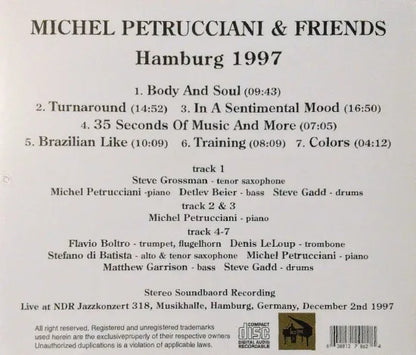 MICHEL PETRUCCIANI & FRIENDS
Hamburg 1997
1. Body And Soul (09:43)
2. Turnaround (14:52) 3. In A Sentimental Mood (16:50)
4. 35 Seconds Of Music And More (07:05)
5. Brazilian Like (10:09) 6. Training (08:09) 7. Colors (04:12)
track 1
Steve Grossman - tenor saxophone
Michel Petrucciani -piano Detlev Beier - bass Steve Gadd - drums
track 2 & 3
Michel Petrucciani - piano
track 4-7
Flavio Boltro - trumpet, flugelhorn Denis LeLoup - trombone
Stefano di Batista - alto & tenor saxophone Michel Petrucciani - piano
Matthew Garrison - bass Steve Gadd - drums
Stereo Soundbaord Recording
Live at NDR Jazzkonzert 318, Musikhalle, Hamburg, Germany, December 2nd 1997
All right reserved. Registered and unregistered trademarks
used herein are the exclusiveproperty of their respective owners
Unauthorized duplications is a violation of applicable laws.
COMPACT
disc
DIGITAL AUDIO
RECORDABLE